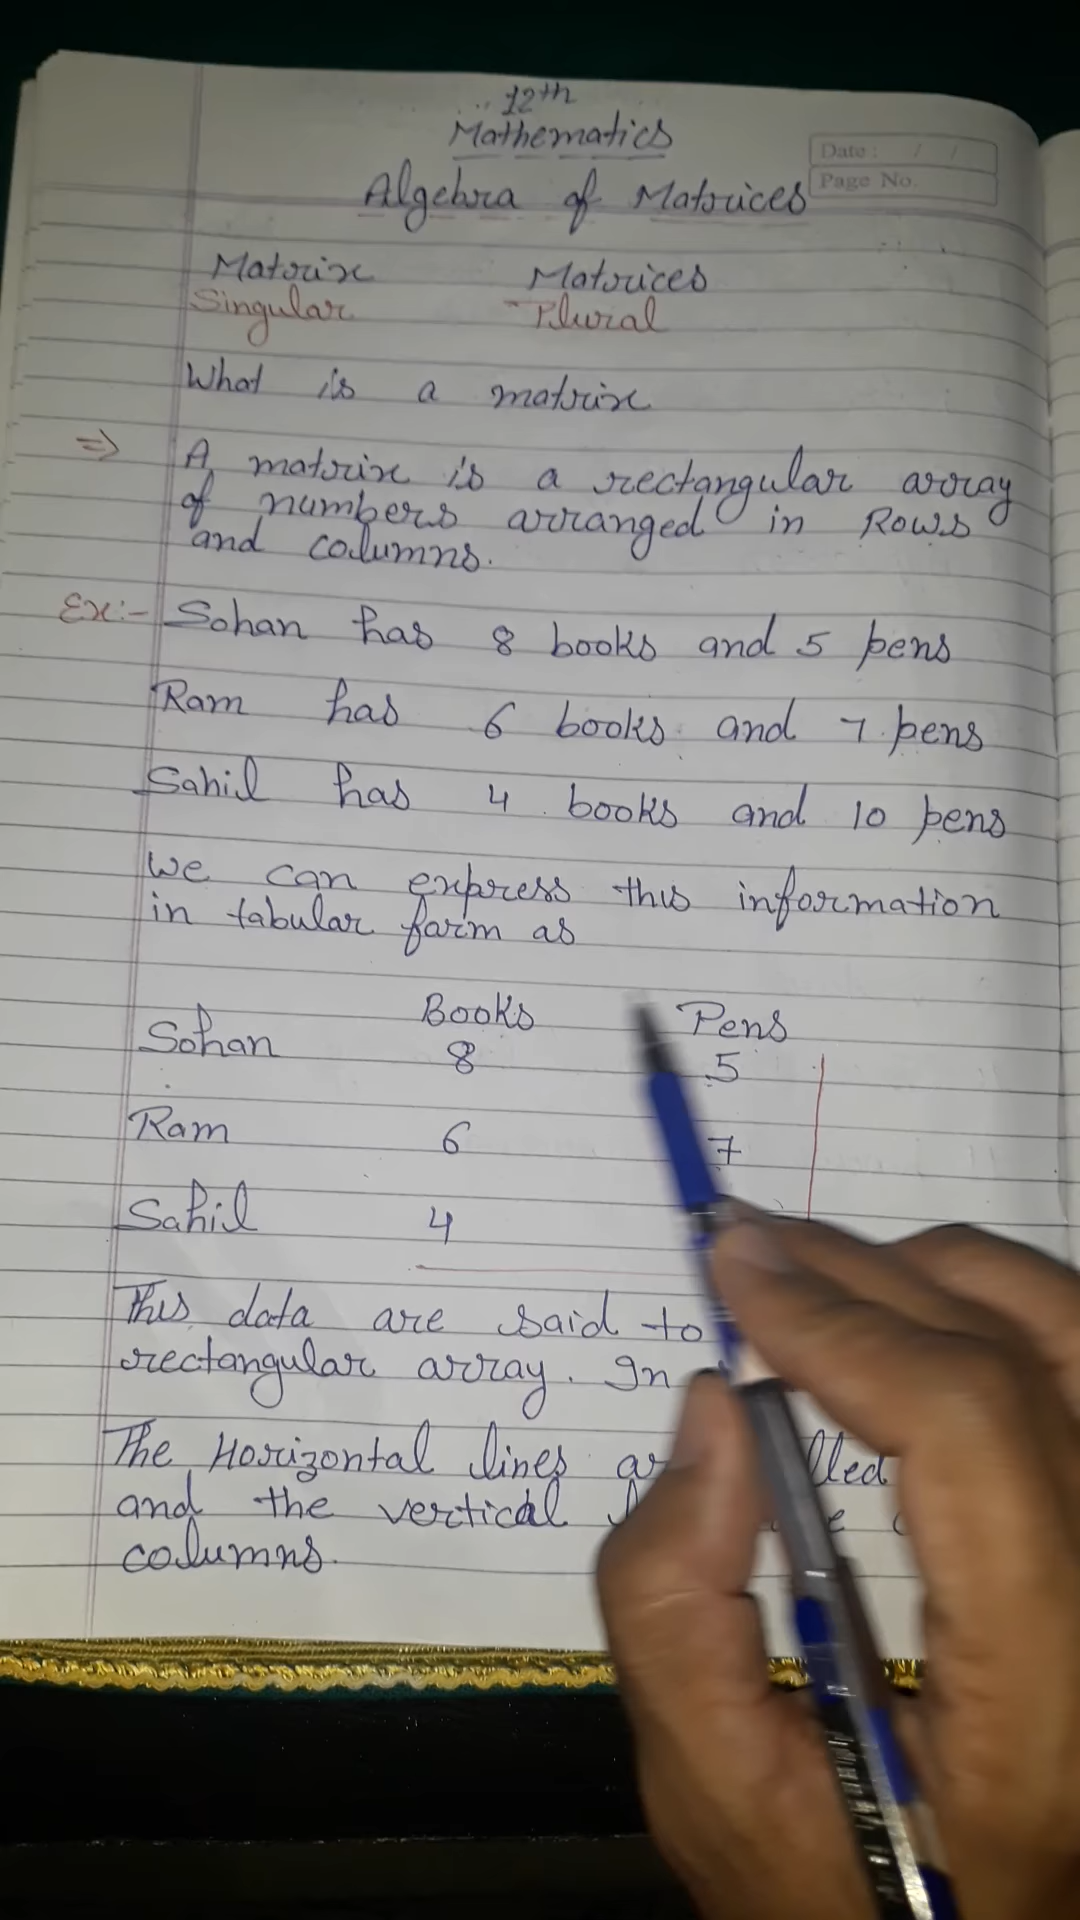 12th
Mathematics
Algebra of Matrices
Date: / /
Page No.
Matrix Matrices
Singular Plural
What is a matrix
=> A matrix is a rectangular array
of numbers arranged in Rows
and columns.
Ex:- Sohan has 8 books and 5 pens
Ram has 6 books and 7 pens
Sahil has 4 books and 10 pens
We can express this information
in tabular farm as
Books Pens
Sohan 8 5
Ram 6 7
Sahil 4
This data are said to
rectangular array. In
The Horizontal lines
and the vertical
columns.